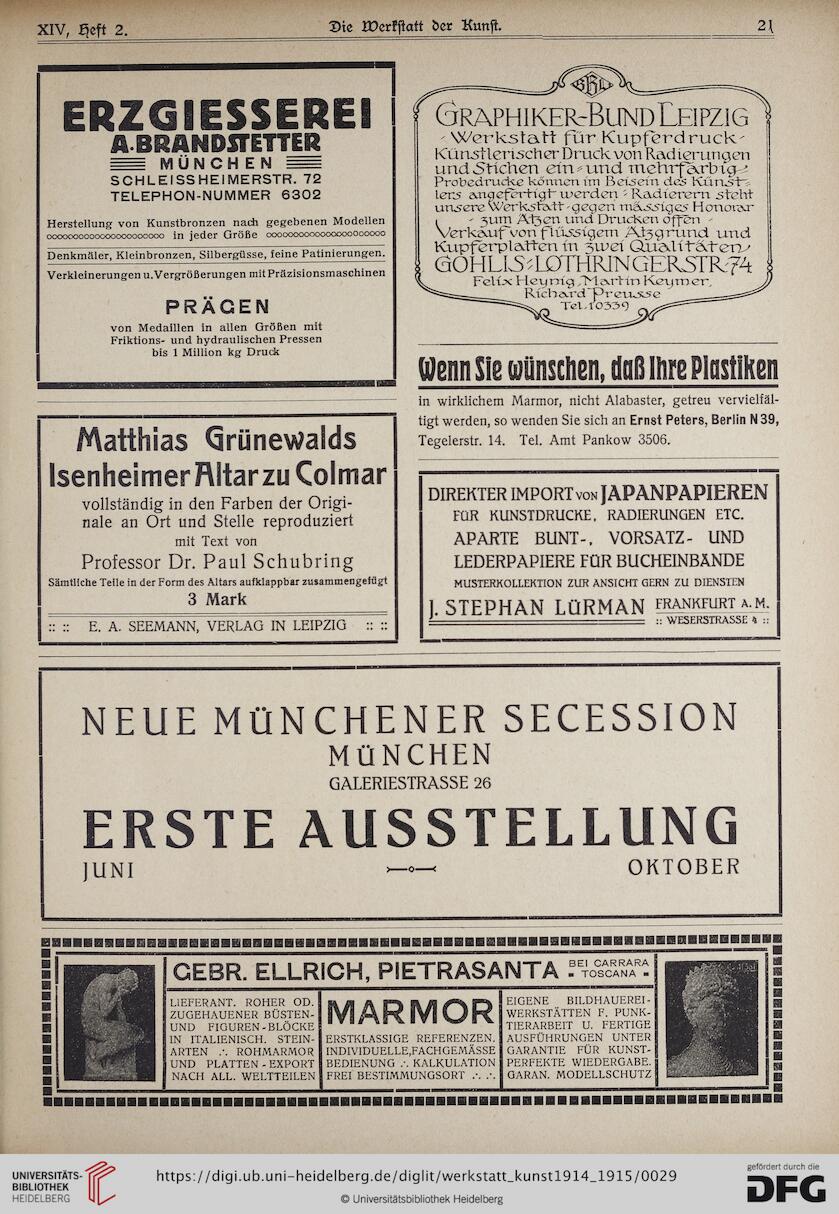 XIV, Heft 2.
Die Werkstatt der Kunst.
21
ERZGIESSEREI
A. BRANDSTETTER
MÜNCHEN
SCHLEISSHEIMERSTR. 72
TELEPHON-NUMMER 6302
Herstellung von Kunstbronzen nach gegebenen Modellen
in jeder Größe
Denkmäler, Kleinbronzen, Silbergüsse, feine Patinierungen.
Verkleinerungen u. Vergrößerungen mit Präzisionsmaschinen
PRÄGEN
von Medaillen in allen Größen mit
Friktions- und hydraulischen Pressen
bis 1 Million kg Druck
GRAPHIKER-BUND LEIPZIG
Werkstatt für Kupferdruck
Künstlerischer Druck von Radierungen
und Stichen ein- und mehrfarbig-
Probedrucke können im Beisein des Künst-
lers angefertigt werden - Radierern steht
unsere Werkstatt-gegen mässiges Honorar
- zum Ätzen und Drucken offen -
Verkauf von flüssigem Ätzgrund und
Kupferplatten in zwei Qualitäten
GOHLIS-LOTHRINGERSTR-74
Felix Heynig, Martin Keymer,
Richard Preusse
Tel. 10339
Wenn Sie wünschen, daß Ihre Plastiken
in wirklichem Marmor, nicht Alabaster, getreu vervielfäl-
tigt werden, so wenden Sie sich an Ernst Peters, Berlin N 39,
Tegelerstr. 14. Tel. Amt Pankow 3506.
Matthias Grünewalds
Isenheimer Altar zu Colmar
vollständig in den Farben der Origi-
nale an Ort und Stelle reproduziert
mit Text von
Professor Dr. Paul Schubring
Sämtliche Teile in der Form des Altars aufklappbar zusammengefügt
3 Mark
:: :: E. A. SEEMANN, VERLAG IN LEIPZIG :: ::
DIREKTER IMPORT VON JAPANPAPIEREN
FÜR KUNSTDRUCKE, RADIERUNGEN ETC.
APARTE BUNT-, VORSATZ- UND
LEDERPAPIERE FÜR BUCHEINBÄNDE
MUSTERKOLLEKTION ZUR ANSICHT GERN ZU DIENSTEN
J. STEPHAN LÜRMAN FRANKFURT A. M.
:: WESERSTRASSE 4 ::
NEUE MÜNCHENER SECESSION
MÜNCHEN
GALERIESTRASSE 26
ERSTE AUSSTELLUNG
JUNI
OKTOBER
GEBR. ELLRICH, PIETRASANTA BEI CARRARA
▪ TOSCANA ▪
LIEFERANT. ROHER OD.
ZUGEHAUENER BÜSTEN-
UND FIGUREN-BLÖCKE
IN ITALIENISCH. STEIN-
ARTEN .·. ROHMARMOR
UND PLATTEN-EXPORT
NACH ALL. WELTTEILEN
MARMOR
ERSTKLASSIGE REFERENZEN.
INDIVIDUELLE, FACHGEMÄSSE
BEDIENUNG .·. KALKULATION
FREI BESTIMMUNGSORT .·. .·.
EIGENE BILDHAUEREI-
WERKSTÄTTEN F. PUNK-
TIERARBEIT U. FERTIGE
AUSFÜHRUNGEN UNTER
GARANTIE FÜR KUNST-
PERFEKTE WIEDERGABE.
GARAN. MODELLSCHUTZ
UNIVERSITÄTS-
BIBLIOTHEK
HEIDELBERG
https://digi.ub.uni-heidelberg.de/diglit/werkstatt_kunst1914_1915/0029
© Universitätsbibliothek Heidelberg
gefördert durch die
DFG